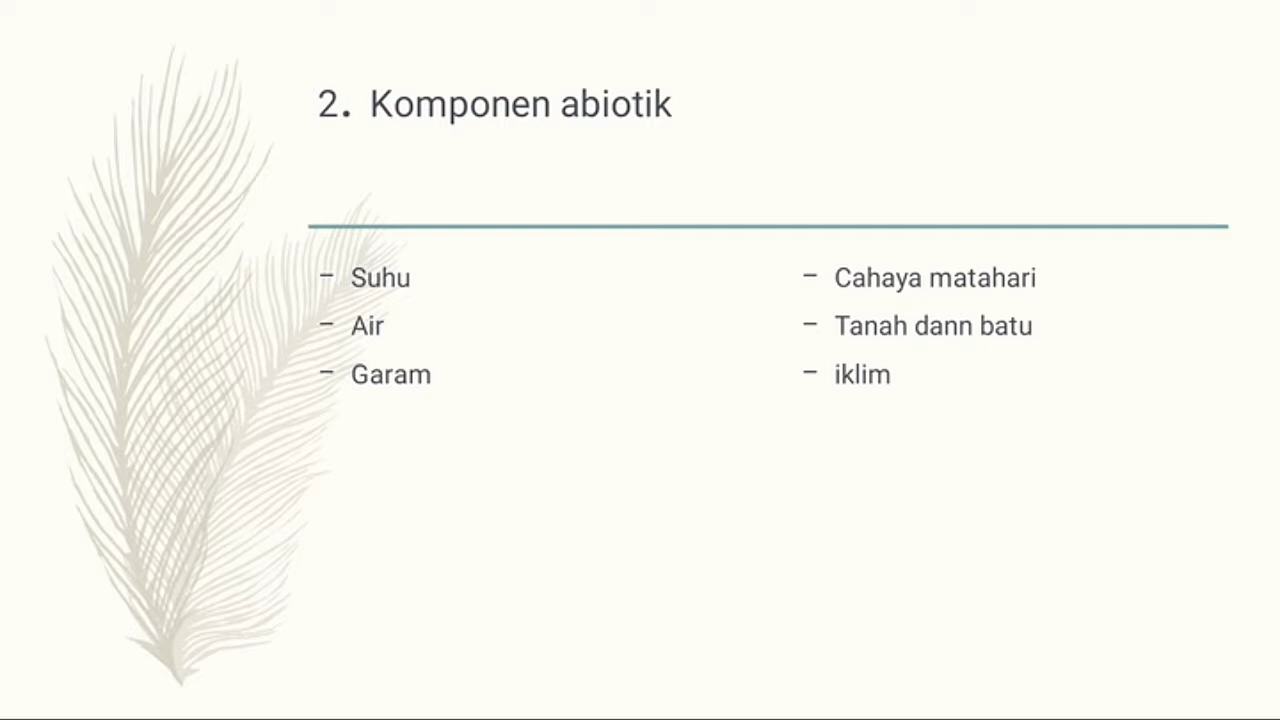 2. Komponen abiotik
– Suhu
– Air
– Garam
– Cahaya matahari
– Tanah dann batu
– iklim